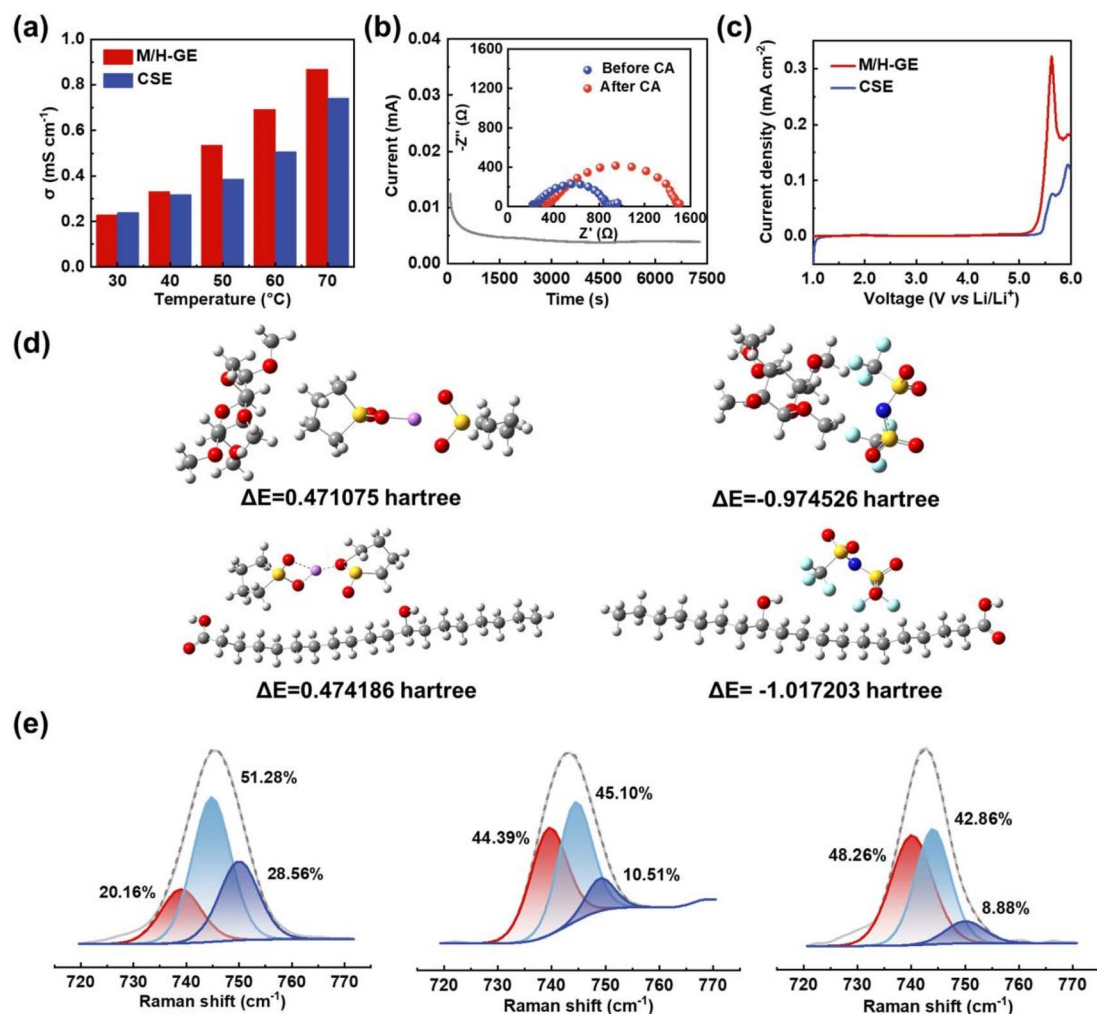 (a)
1.0
0.8
0.6
0.4
0.2
0.0
σ (mS cm⁻¹)
M/H-GE
CSE
30 40 50 60 70
Temperature (°C)
(b)
0.04
0.03
0.02
0.01
0.00
Current (mA)
1600
1200
800
400
0
-Z'' (Ω)
Before CA
After CA
0 400 800 1200 1600
Z' (Ω)
0 1500 3000 4500 6000 7500
Time (s)
(c)
0.3
0.2
0.1
0.0
Current density (mA cm⁻²)
M/H-GE
CSE
1.0 2.0 3.0 4.0 5.0 6.0
Voltage (V vs Li/Li⁺)
(d)
ΔE=0.471075 hartree
ΔE=-0.974526 hartree
ΔE=0.474186 hartree
ΔE= -1.017203 hartree
(e)
51.28%
20.16%
28.56%
720 730 740 750 760 770
Raman shift (cm⁻¹)
45.10%
44.39%
10.51%
720 730 740 750 760 770
Raman shift (cm⁻¹)
42.86%
48.26%
8.88%
720 730 740 750 760 770
Raman shift (cm⁻¹)